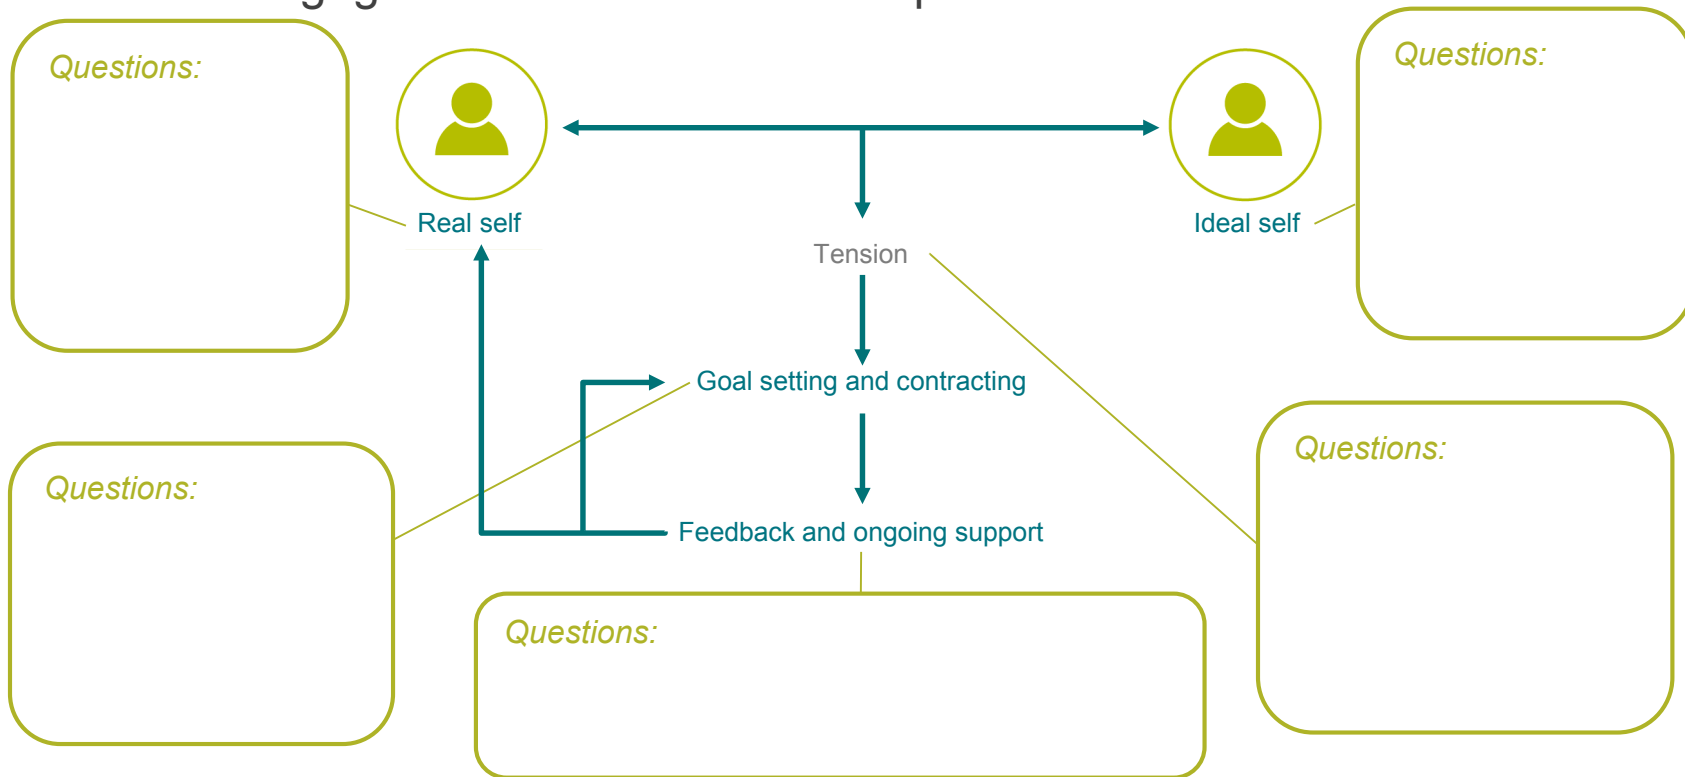 Questions:
Questions:
Real self
Ideal self
Tension
Goal setting and contracting
Questions:
Questions:
Feedback and ongoing support
Questions: